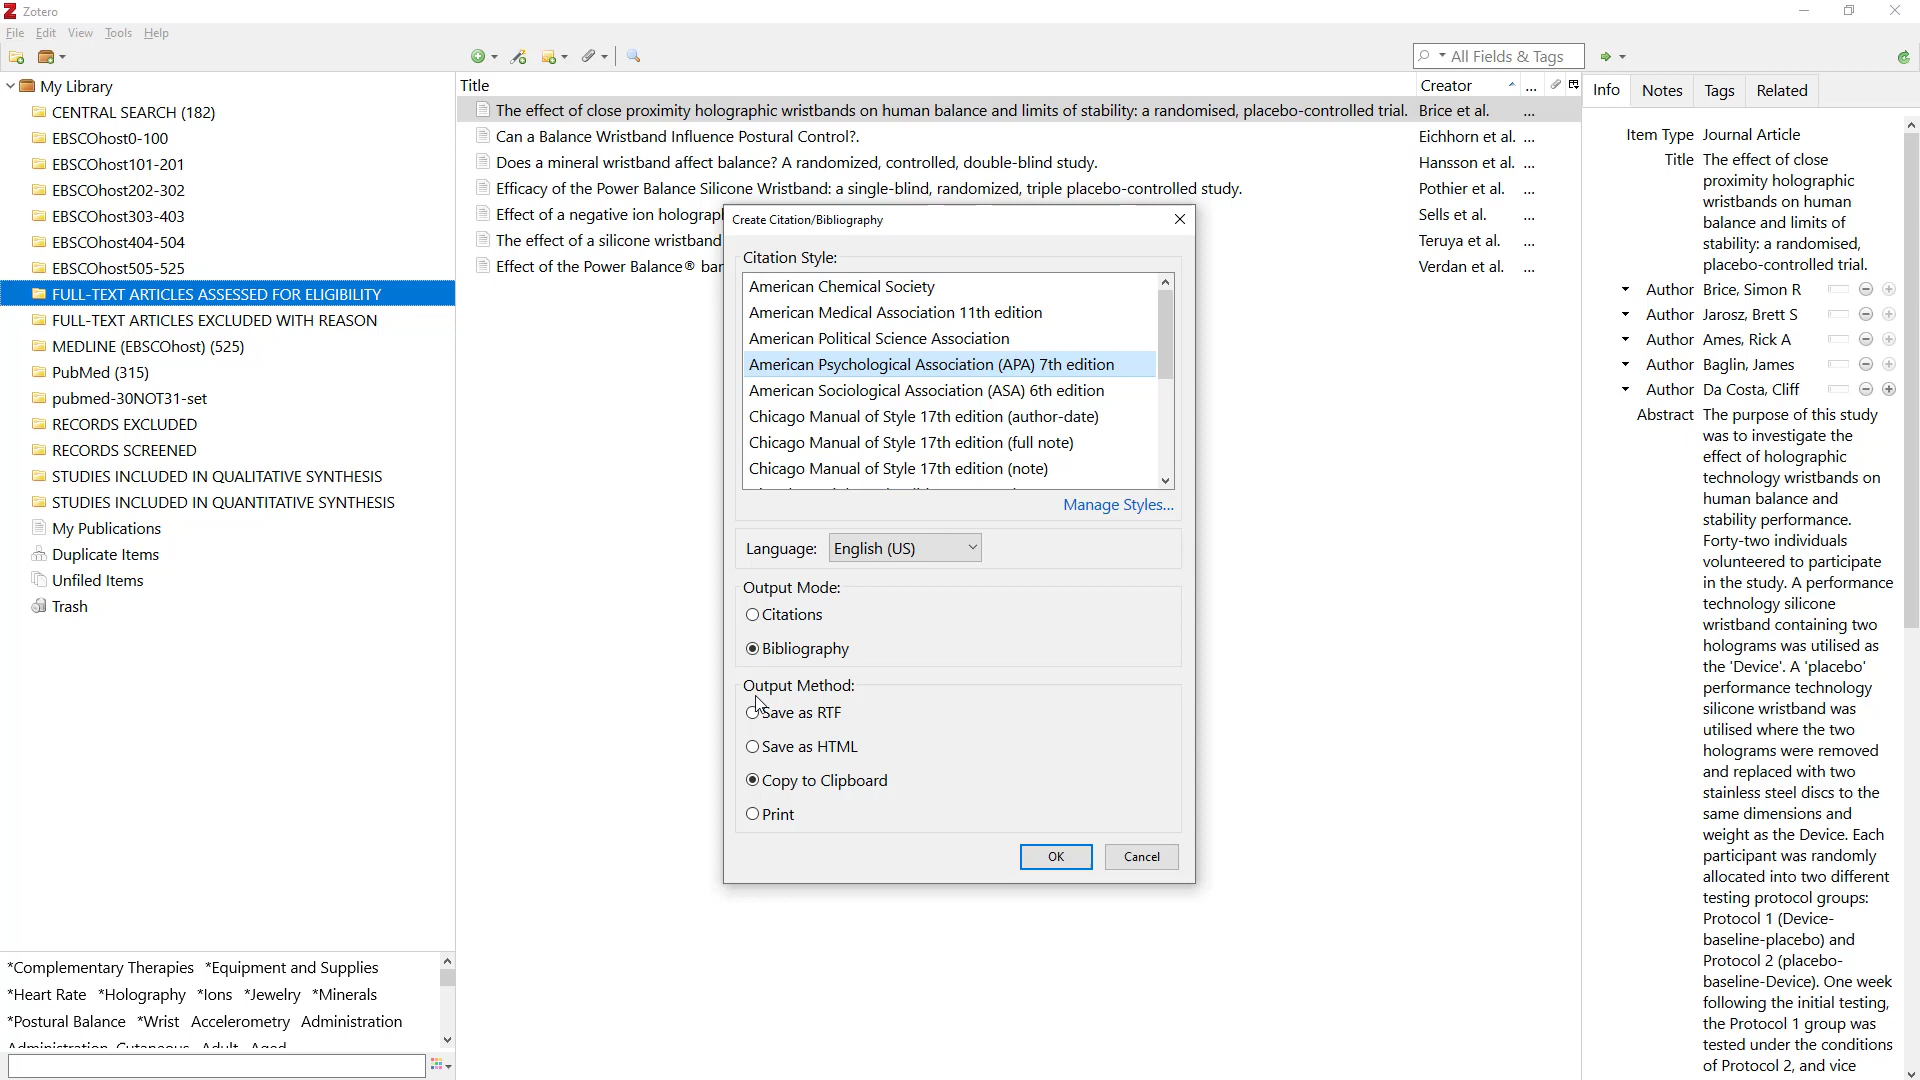 Zotero
File Edit View Tools Help
All Fields & Tags
My Library
CENTRAL SEARCH (182)
EBSCOhost0-100
EBSCOhost101-201
EBSCOhost202-302
EBSCOhost303-403
EBSCOhost404-504
EBSCOhost505-525
FULL-TEXT ARTICLES ASSESSED FOR ELIGIBILITY
FULL-TEXT ARTICLES EXCLUDED WITH REASON
MEDLINE (EBSCOhost) (525)
PubMed (315)
pubmed-30NOT31-set
RECORDS EXCLUDED
RECORDS SCREENED
STUDIES INCLUDED IN QUALITATIVE SYNTHESIS
STUDIES INCLUDED IN QUANTITATIVE SYNTHESIS
My Publications
Duplicate Items
Unfiled Items
Trash
*Complementary Therapies *Equipment and Supplies
*Heart Rate *Holography *Ions *Jewelry *Minerals
*Postural Balance *Wrist Accelerometry Administration
Administration, Cutaneous Adult Aged
Title Creator ...
The effect of close proximity holographic wristbands on human balance and limits of stability: a randomised, placebo-controlled trial. Brice et al. ...
Can a Balance Wristband Influence Postural Control?. Eichhorn et al. ...
Does a mineral wristband affect balance? A randomized, controlled, double-blind study. Hansson et al. ...
Efficacy of the Power Balance Silicone Wristband: a single-blind, randomized, triple placebo-controlled study. Pothier et al. ...
Effect of a negative ion holograp Sells et al. ...
The effect of a silicone wristband Teruya et al. ...
Effect of the Power Balance® bar Verdan et al. ...
Create Citation/Bibliography
Citation Style:
American Chemical Society
American Medical Association 11th edition
American Political Science Association
American Psychological Association (APA) 7th edition
American Sociological Association (ASA) 6th edition
Chicago Manual of Style 17th edition (author-date)
Chicago Manual of Style 17th edition (full note)
Chicago Manual of Style 17th edition (note)
Manage Styles...
Language: English (US)
Output Mode:
Citations
Bibliography
Output Method:
Save as RTF
Save as HTML
Copy to Clipboard
Print
OK Cancel
Info Notes Tags Related
Item Type Journal Article
Title The effect of close
proximity holographic
wristbands on human
balance and limits of
stability: a randomised,
placebo-controlled trial.
Author Brice, Simon R
Author Jarosz, Brett S
Author Ames, Rick A
Author Baglin, James
Author Da Costa, Cliff
Abstract The purpose of this study
was to investigate the
effect of holographic
technology wristbands on
human balance and
stability performance.
Forty-two individuals
volunteered to participate
in the study. A performance
technology silicone
wristband containing two
holograms was utilised as
the 'Device'. A 'placebo'
performance technology
silicone wristband was
utilised where the two
holograms were removed
and replaced with two
stainless steel discs to the
same dimensions and
weight as the Device. Each
participant was randomly
allocated into two different
testing protocol groups:
Protocol 1 (Device-
baseline-placebo) and
Protocol 2 (placebo-
baseline-Device). One week
following the initial testing,
the Protocol 1 group was
tested under the conditions
of Protocol 2, and vice